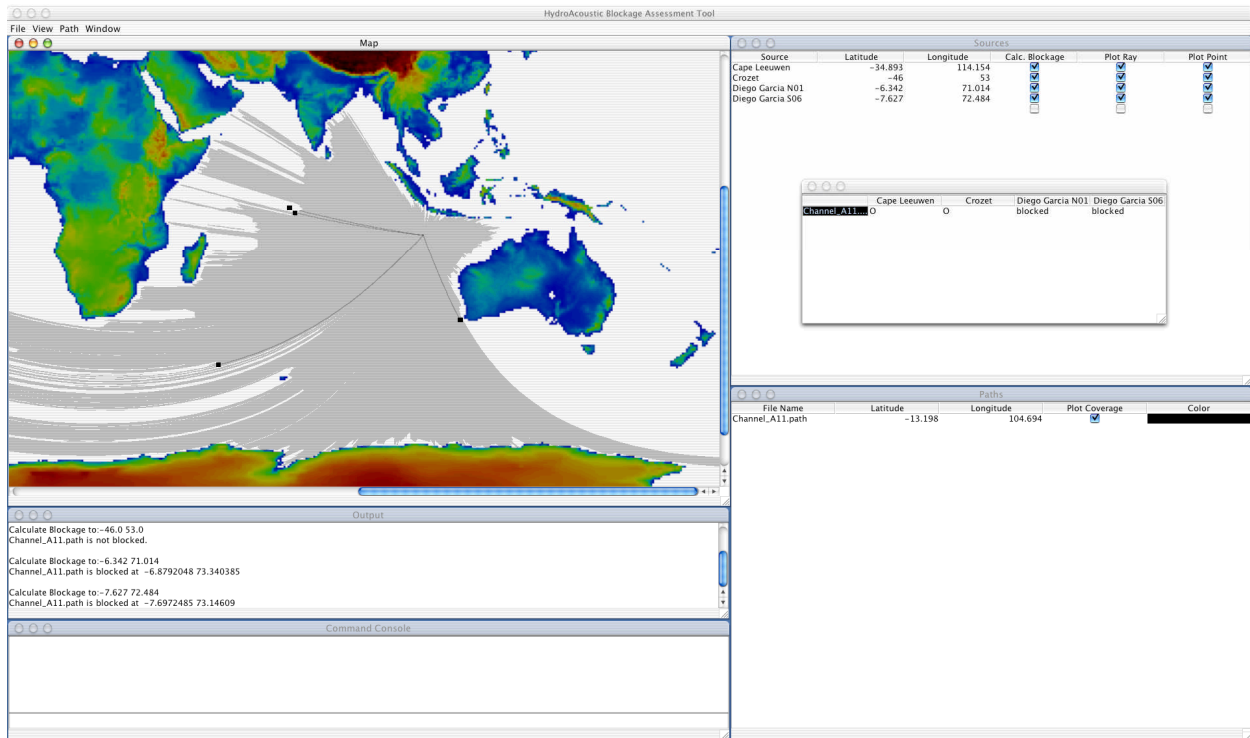 HydroAcoustic Blockage Assessment Tool
File View Path Window
Map
Sources
Source Latitude Longitude Calc. Blockage Plot Ray Plot Point
Cape Leeuwen -34.893 114.154
Crozet -46 53
Diego Garcia N01 -6.342 71.014
Diego Garcia S06 -7.627 72.484
Cape Leeuwen Crozet Diego Garcia N01 Diego Garcia S06
Channel_A11.... O O blocked blocked
Paths
File Name Latitude Longitude Plot Coverage Color
Channel_A11.path -13.198 104.694
Output
Calculate Blockage to:-46.0 53.0
Channel_A11.path is not blocked.
Calculate Blockage to:-6.342 71.014
Channel_A11.path is blocked at -6.8792048 73.340385
Calculate Blockage to:-7.627 72.484
Channel_A11.path is blocked at -7.6972485 73.14609
Command Console